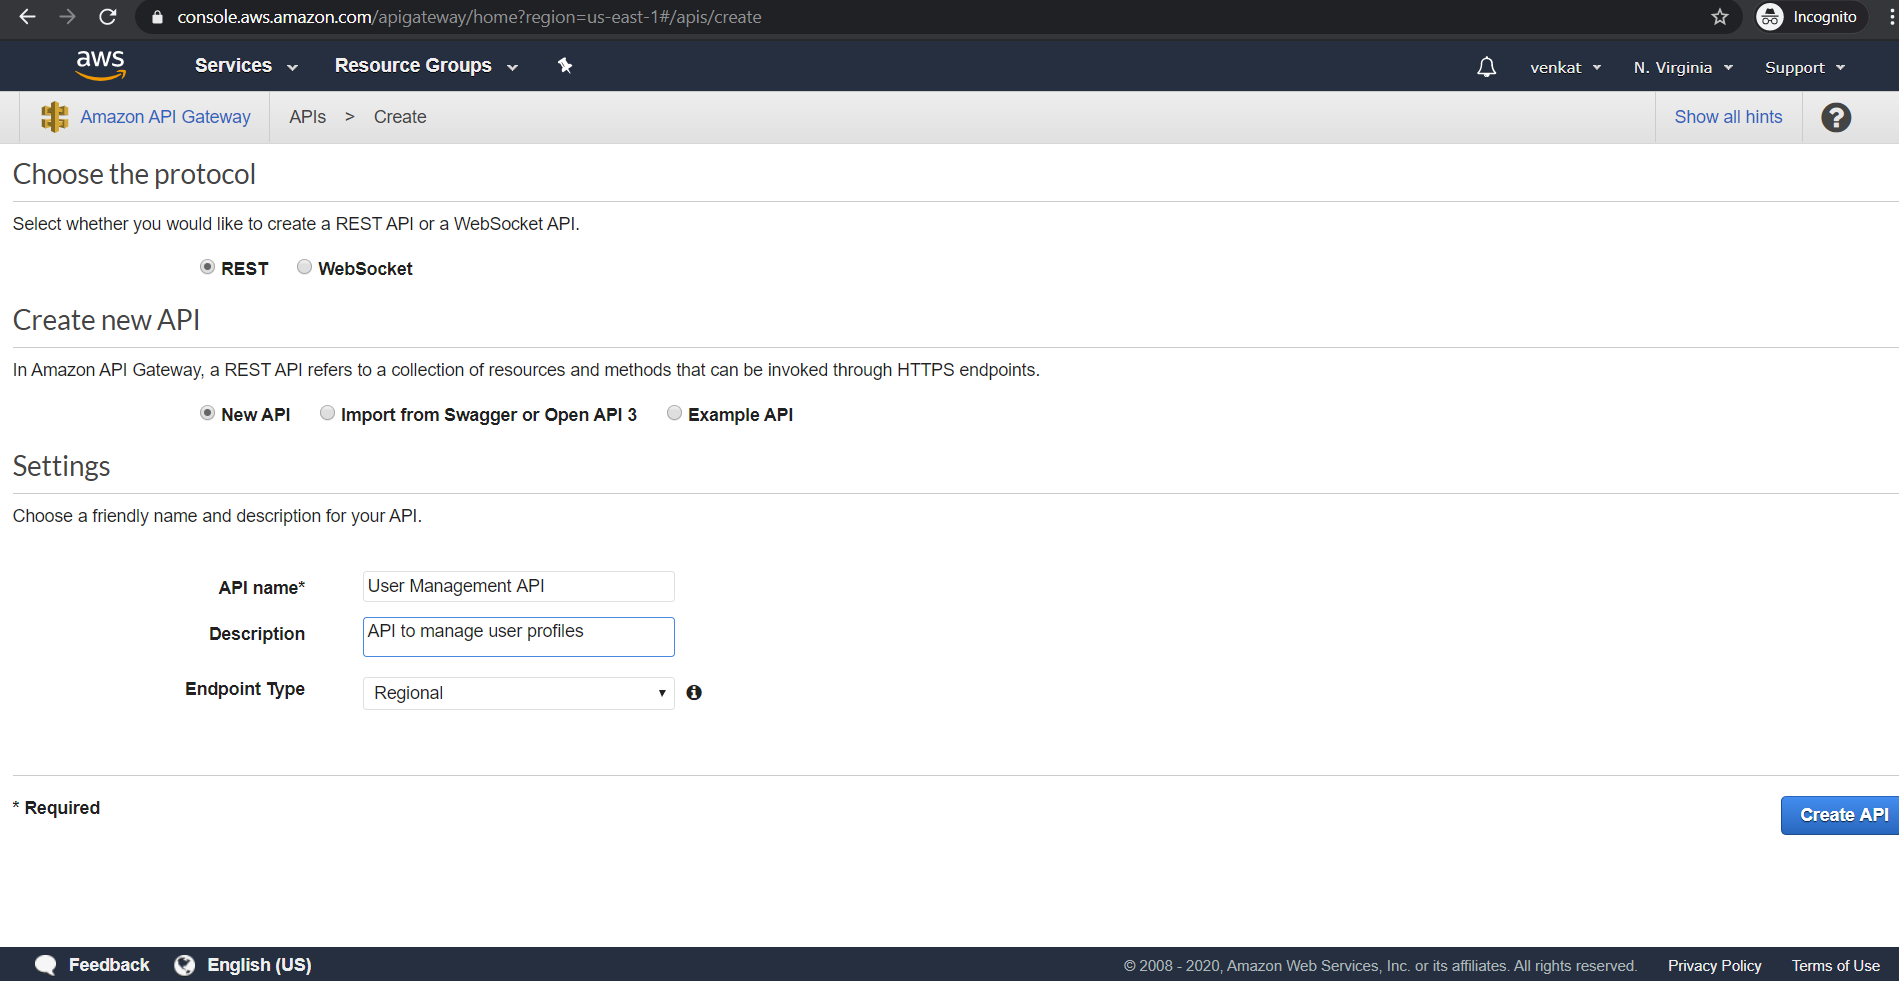 console.aws.amazon.com/apigateway/home?region=us-east-1#/apis/create
Incognito
aws
Services
Resource Groups
venkat
N. Virginia
Support
Amazon API Gateway
APIs > Create
Show all hints
?
Choose the protocol
Select whether you would like to create a REST API or a WebSocket API.
REST WebSocket
Create new API
In Amazon API Gateway, a REST API refers to a collection of resources and methods that can be invoked through HTTPS endpoints.
New API Import from Swagger or Open API 3 Example API
Settings
Choose a friendly name and description for your API.
API name* User Management API
Description API to manage user profiles
Endpoint Type Regional
* Required
Create API
Feedback English (US)
© 2008 - 2020, Amazon Web Services, Inc. or its affiliates. All rights reserved. Privacy Policy Terms of Use